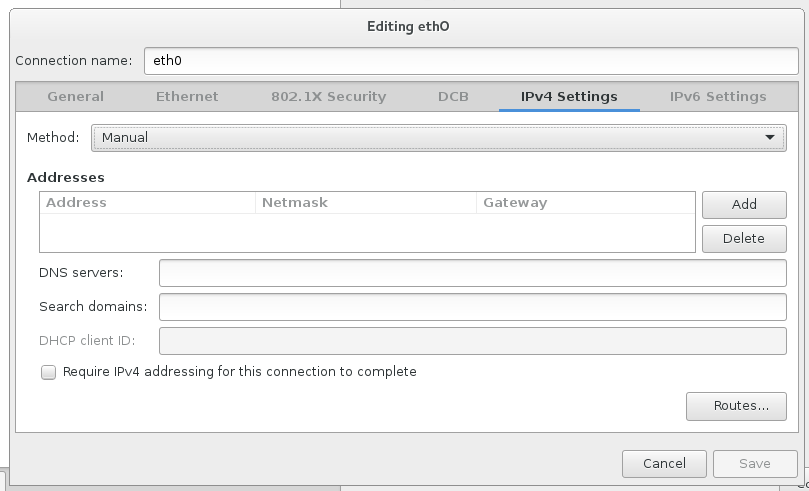 Editing eth0
Connection name: eth0
General Ethernet 802.1X Security DCB IPv4 Settings IPv6 Settings
Method: Manual
Addresses
Address Netmask Gateway
Add
Delete
DNS servers:
Search domains:
DHCP client ID:
Require IPv4 addressing for this connection to complete
Routes...
Cancel Save